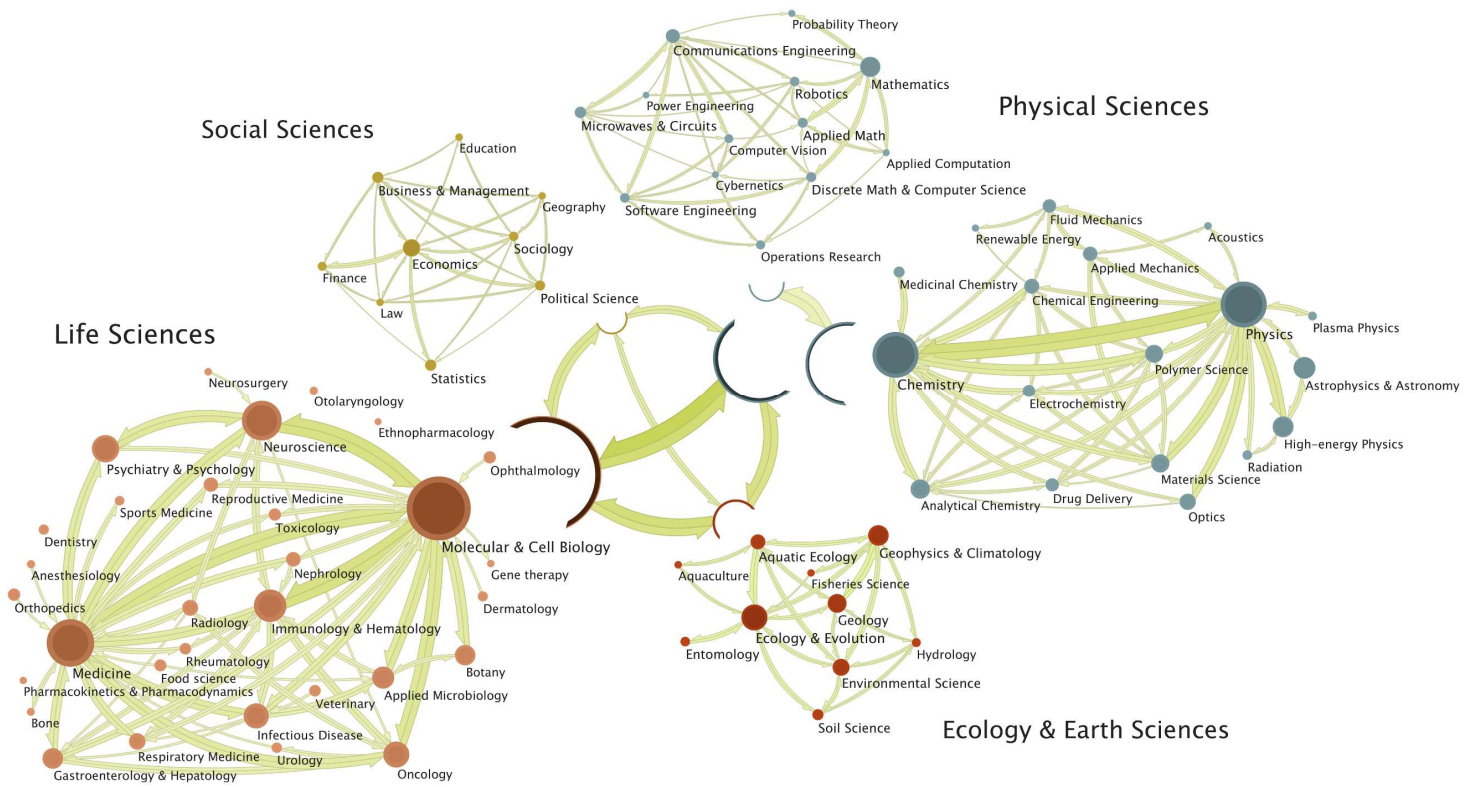 Probability Theory
Communications Engineering
Mathematics
Robotics
Power Engineering
Microwaves & Circuits
Applied Math
Computer Vision
Applied Computation
Cybernetics
Discrete Math & Computer Science
Software Engineering
Operations Research
Physical Sciences
Social Sciences
Education
Business & Management
Geography
Sociology
Economics
Finance
Political Science
Law
Statistics
Fluid Mechanics
Renewable Energy
Acoustics
Applied Mechanics
Medicinal Chemistry
Chemical Engineering
Plasma Physics
Physics
Polymer Science
Chemistry
Astrophysics & Astronomy
Electrochemistry
High-energy Physics
Radiation
Materials Science
Drug Delivery
Analytical Chemistry
Optics
Life Sciences
Neurosurgery
Otolaryngology
Ethnopharmacology
Neuroscience
Psychiatry & Psychology
Ophthalmology
Reproductive Medicine
Sports Medicine
Toxicology
Dentistry
Molecular & Cell Biology
Anesthesiology
Nephrology
Gene therapy
Orthopedics
Dermatology
Radiology
Immunology & Hematology
Rheumatology
Medicine
Food science
Botany
Pharmacokinetics & Pharmacodynamics
Applied Microbiology
Veterinary
Bone
Infectious Disease
Respiratory Medicine
Urology
Gastroenterology & Hepatology
Oncology
Aquatic Ecology
Geophysics & Climatology
Aquaculture
Fisheries Science
Geology
Ecology & Evolution
Entomology
Hydrology
Environmental Science
Soil Science
Ecology & Earth Sciences